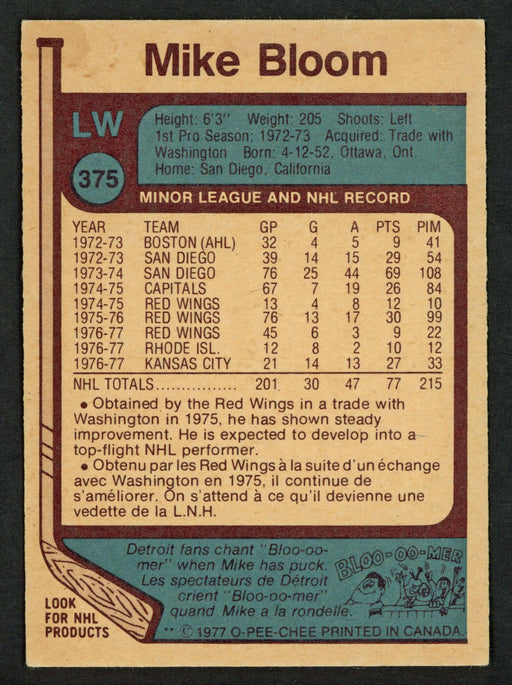 Mike Bloom
LW
375
Height: 6'3" Weight: 205 Shoots: Left
1st Pro Season: 1972-73 Acquired: Trade with
Washington Born: 4-12-52, Ottawa, Ont.
Home: San Diego, California
MINOR LEAGUE AND NHL RECORD
YEAR TEAM GP G A PTS PIM
1972-73 BOSTON (AHL) 32 4 5 9 41
1972-73 SAN DIEGO 39 14 15 29 54
1973-74 SAN DIEGO 76 25 44 69 108
1974-75 CAPITALS 67 7 19 26 84
1974-75 RED WINGS 13 4 8 12 10
1975-76 RED WINGS 76 13 17 30 99
1976-77 RED WINGS 45 6 3 9 22
1976-77 RHODE ISL. 12 8 2 10 12
1976-77 KANSAS CITY 21 14 13 27 33
NHL TOTALS................ 201 30 47 77 215
• Obtained by the Red Wings in a trade with
Washington in 1975, he has shown steady
improvement. He is expected to develop into a
top-flight NHL performer.
• Obtenu par les Red Wings à la suite d'un échange
avec Washington en 1975, il continue de
s'améliorer. On s'attend à ce qu'il devienne une
vedette de la L.N.H.
Detroit fans chant "Bloo-oo-
mer" when Mike has puck.
Les spectateurs de Détroit
crient "Bloo-oo-mer"
quand Mike a la rondelle.
BLOO-OO-MER
LOOK
FOR NHL
PRODUCTS
** © 1977 O-PEE-CHEE PRINTED IN CANADA